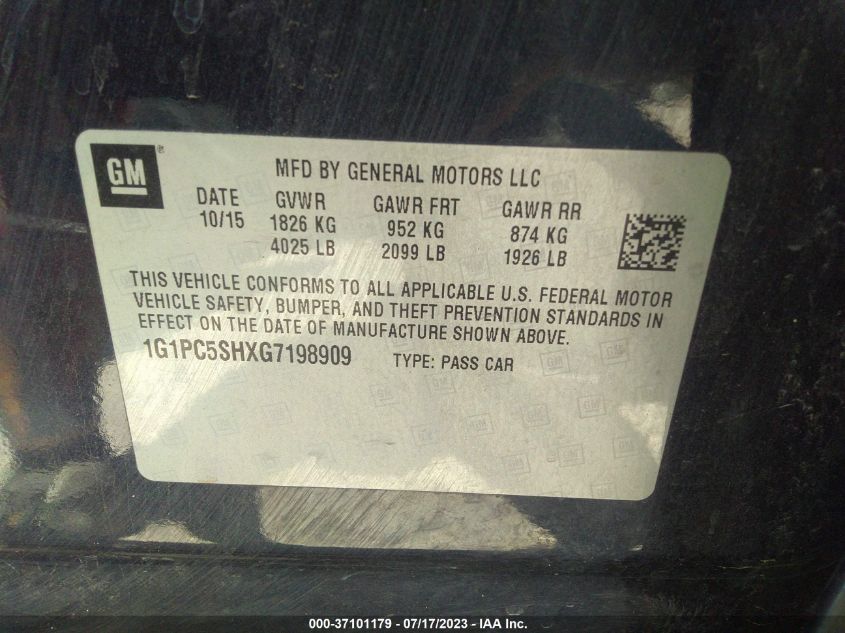 GM®
MFD BY GENERAL MOTORS LLC
DATE GVWR GAWR FRT GAWR RR
10/15 1826 KG 952 KG 874 KG
4025 LB 2099 LB 1926 LB
THIS VEHICLE CONFORMS TO ALL APPLICABLE U.S. FEDERAL MOTOR
VEHICLE SAFETY, BUMPER, AND THEFT PREVENTION STANDARDS IN
EFFECT ON THE DATE OF MANUFACTURE SHOWN ABOVE.
1G1PC5SHXG7198909 TYPE: PASS CAR
000-37101179 / 07/17/2023 - IAA Inc.